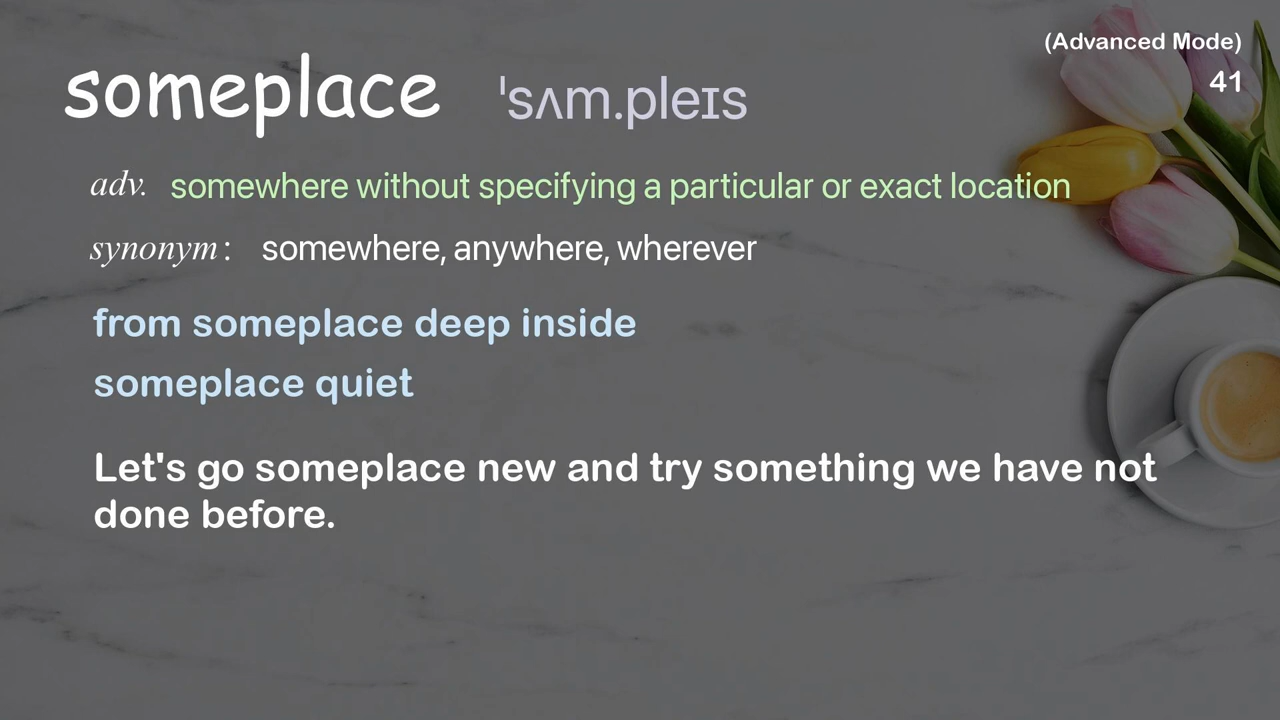 (Advanced Mode)
41
someplace ˈsʌm.pleɪs
adv. somewhere without specifying a particular or exact location
synonym: somewhere, anywhere, wherever
from someplace deep inside
someplace quiet
Let's go someplace new and try something we have not
done before.